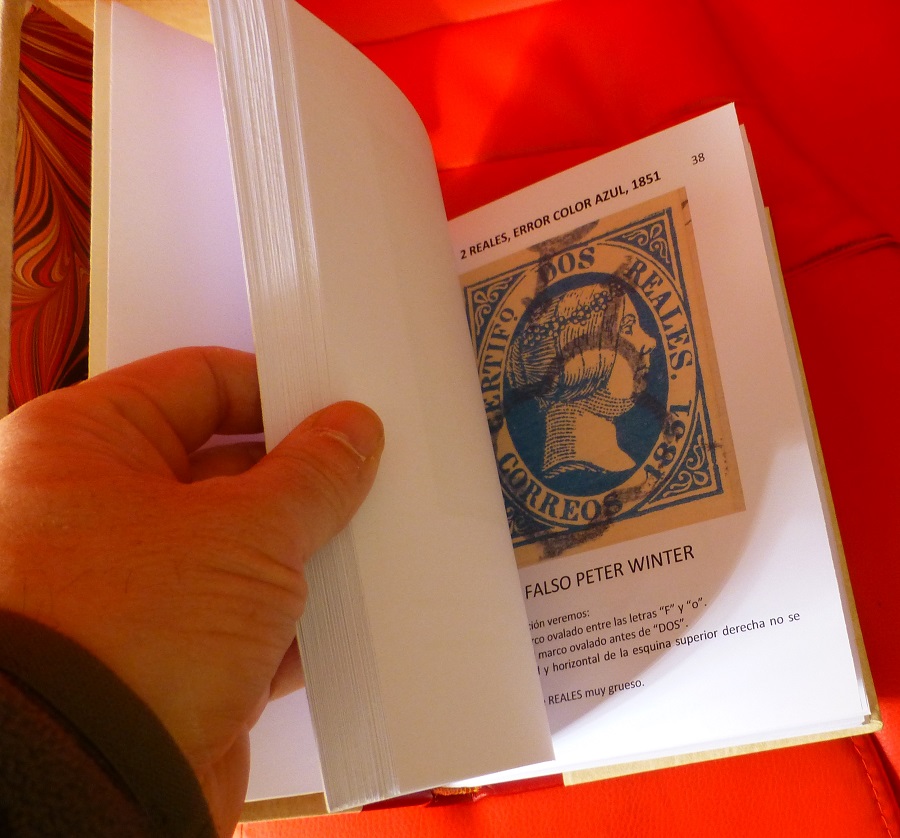 38
2 REALES, ERROR COLOR AZUL, 1851
CERTIFo DOS REALES.
CORREOS 1851
FALSO PETER WINTER
veremos:
ovalado entre las letras “F” y “o”.
marco ovalado antes de “DOS”.
y horizontal de la esquina superior derecha no se
REALES muy grueso.